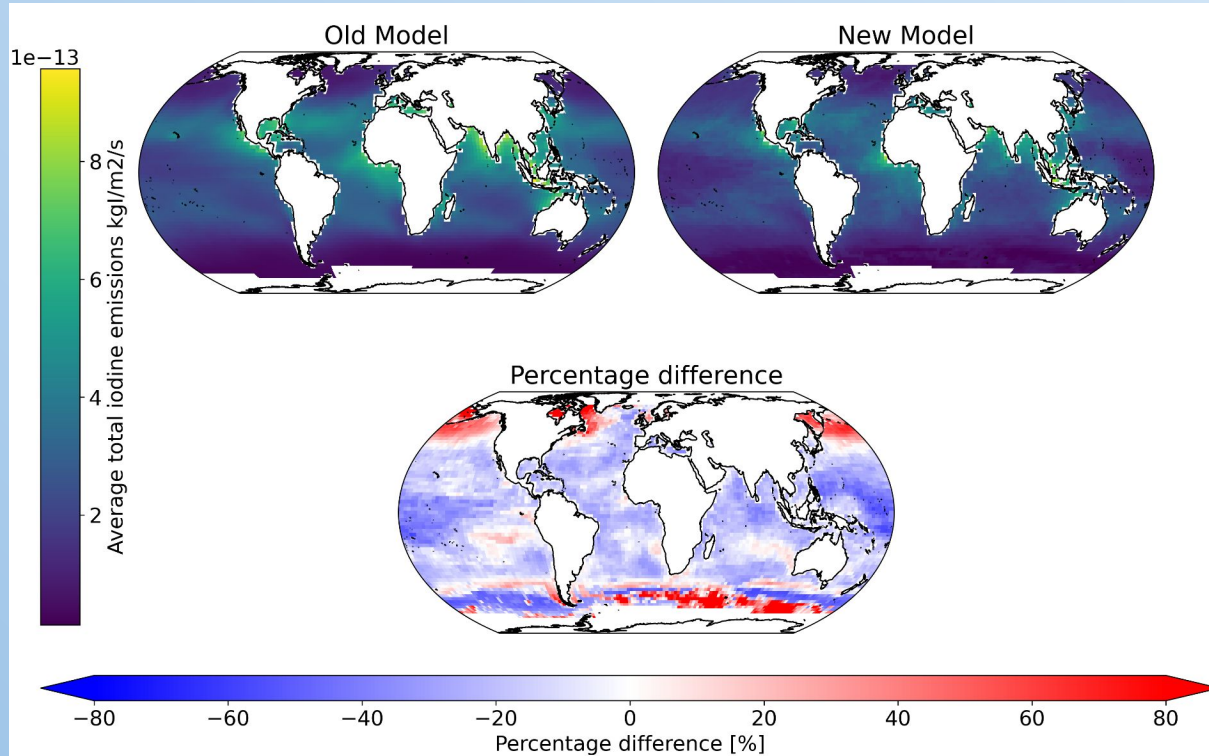 Old Model
New Model
1e−13
8
6
4
2
Average total iodine emissions kgI/m2/s
Percentage difference
−80 −60 −40 −20 0 20 40 60 80
Percentage difference [%]